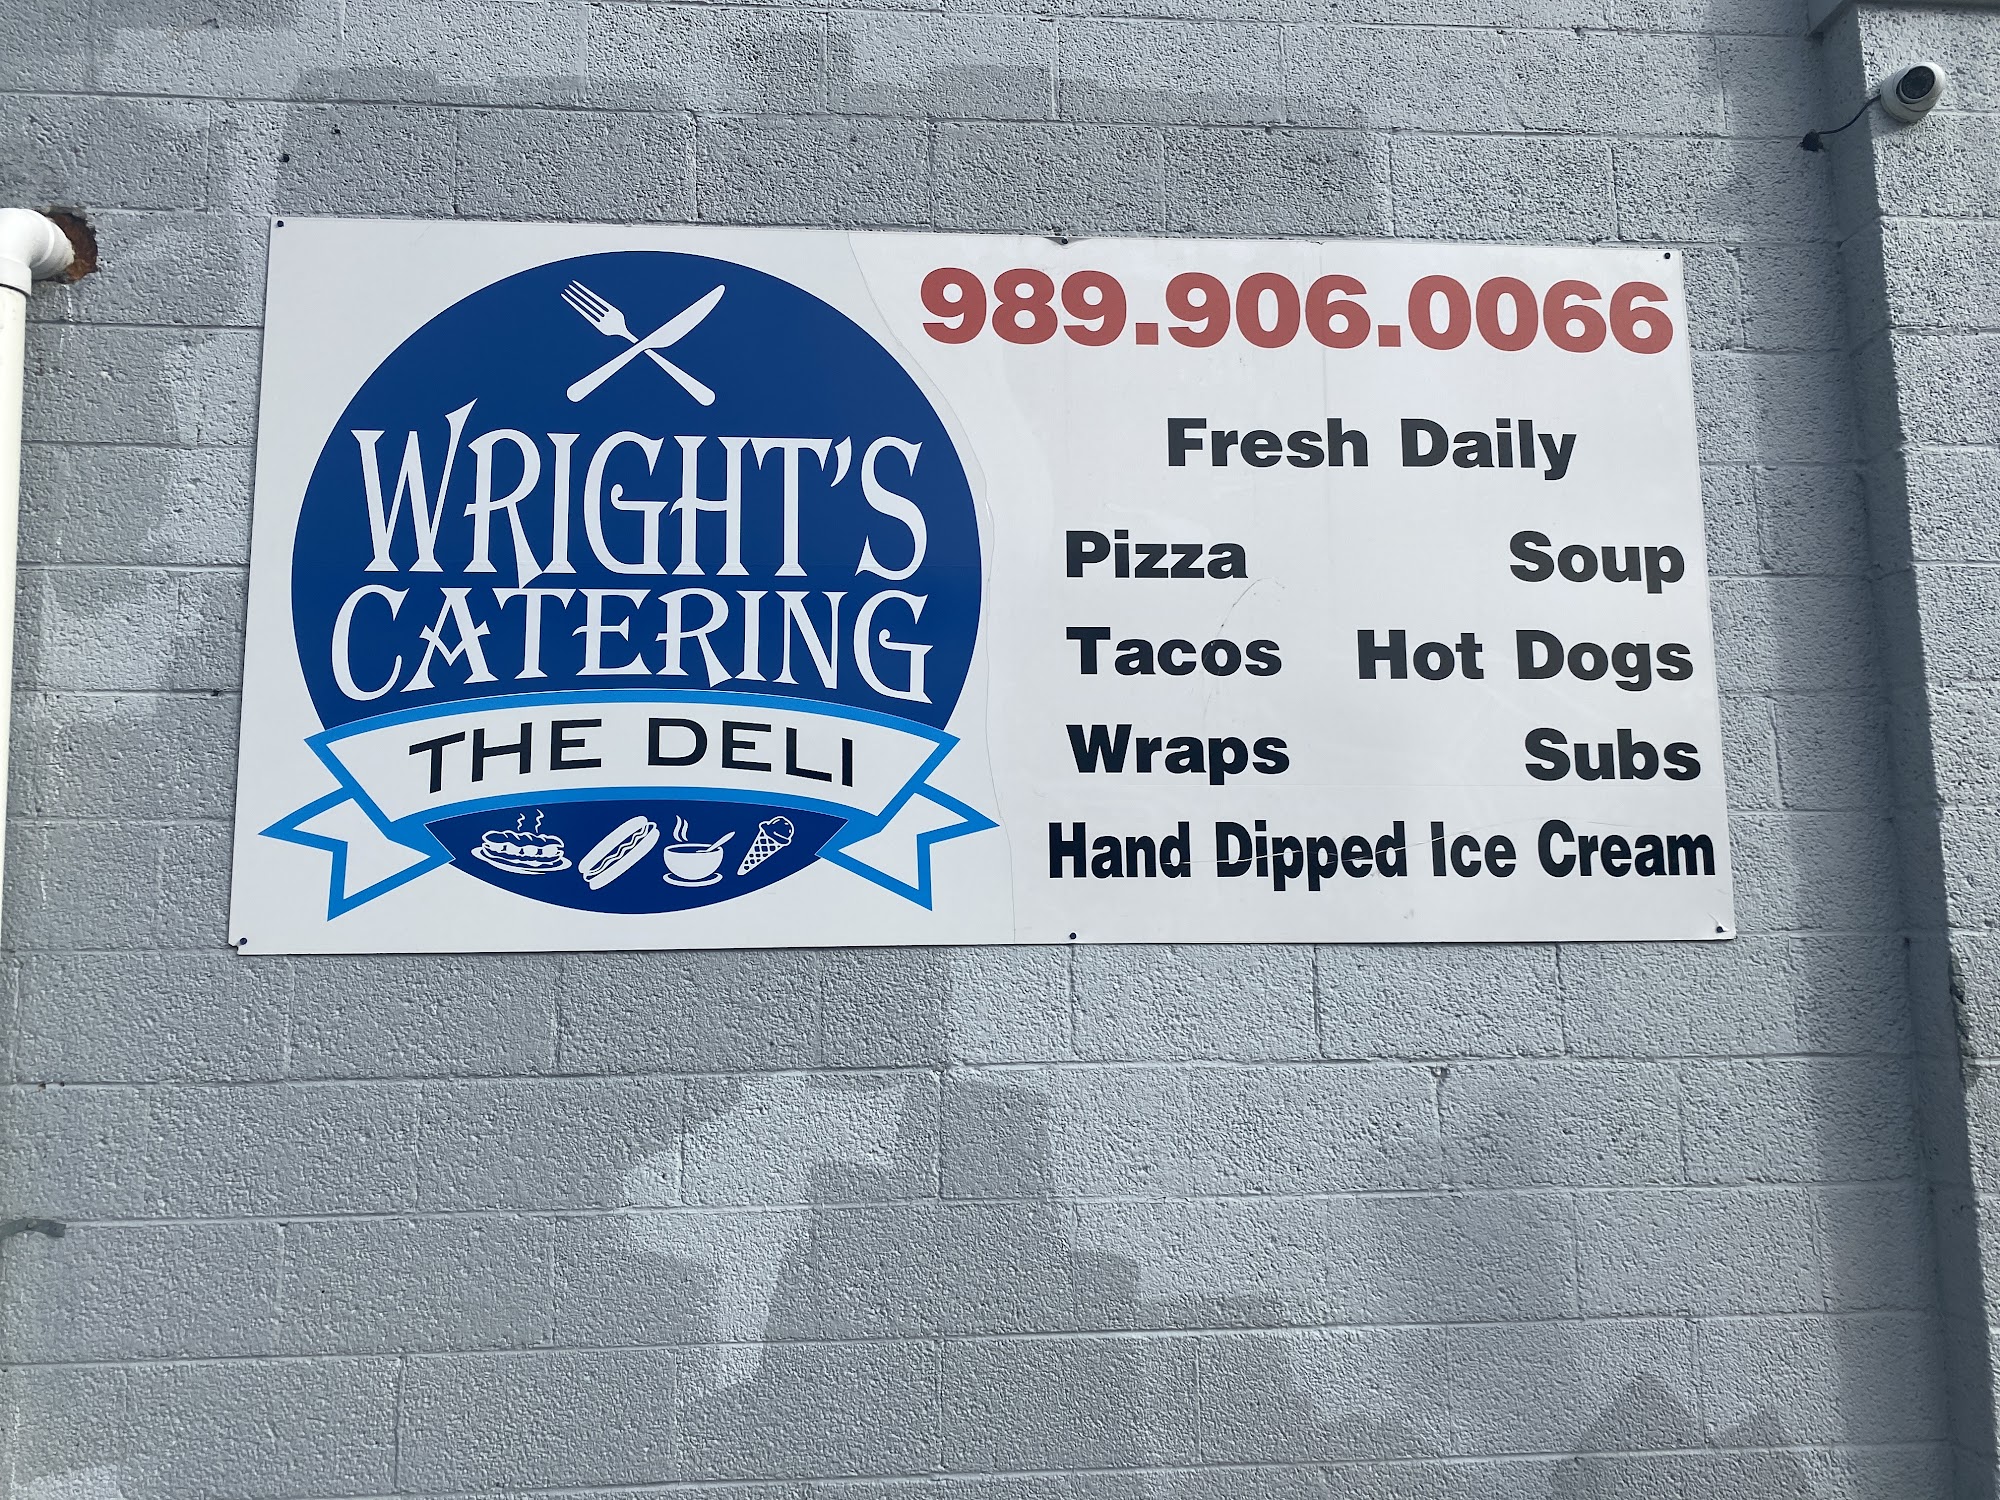 WRIGHT'S
CATERING
THE DELI
989.906.0066
Fresh Daily
Pizza Soup
Tacos Hot Dogs
Wraps Subs
Hand Dipped Ice Cream